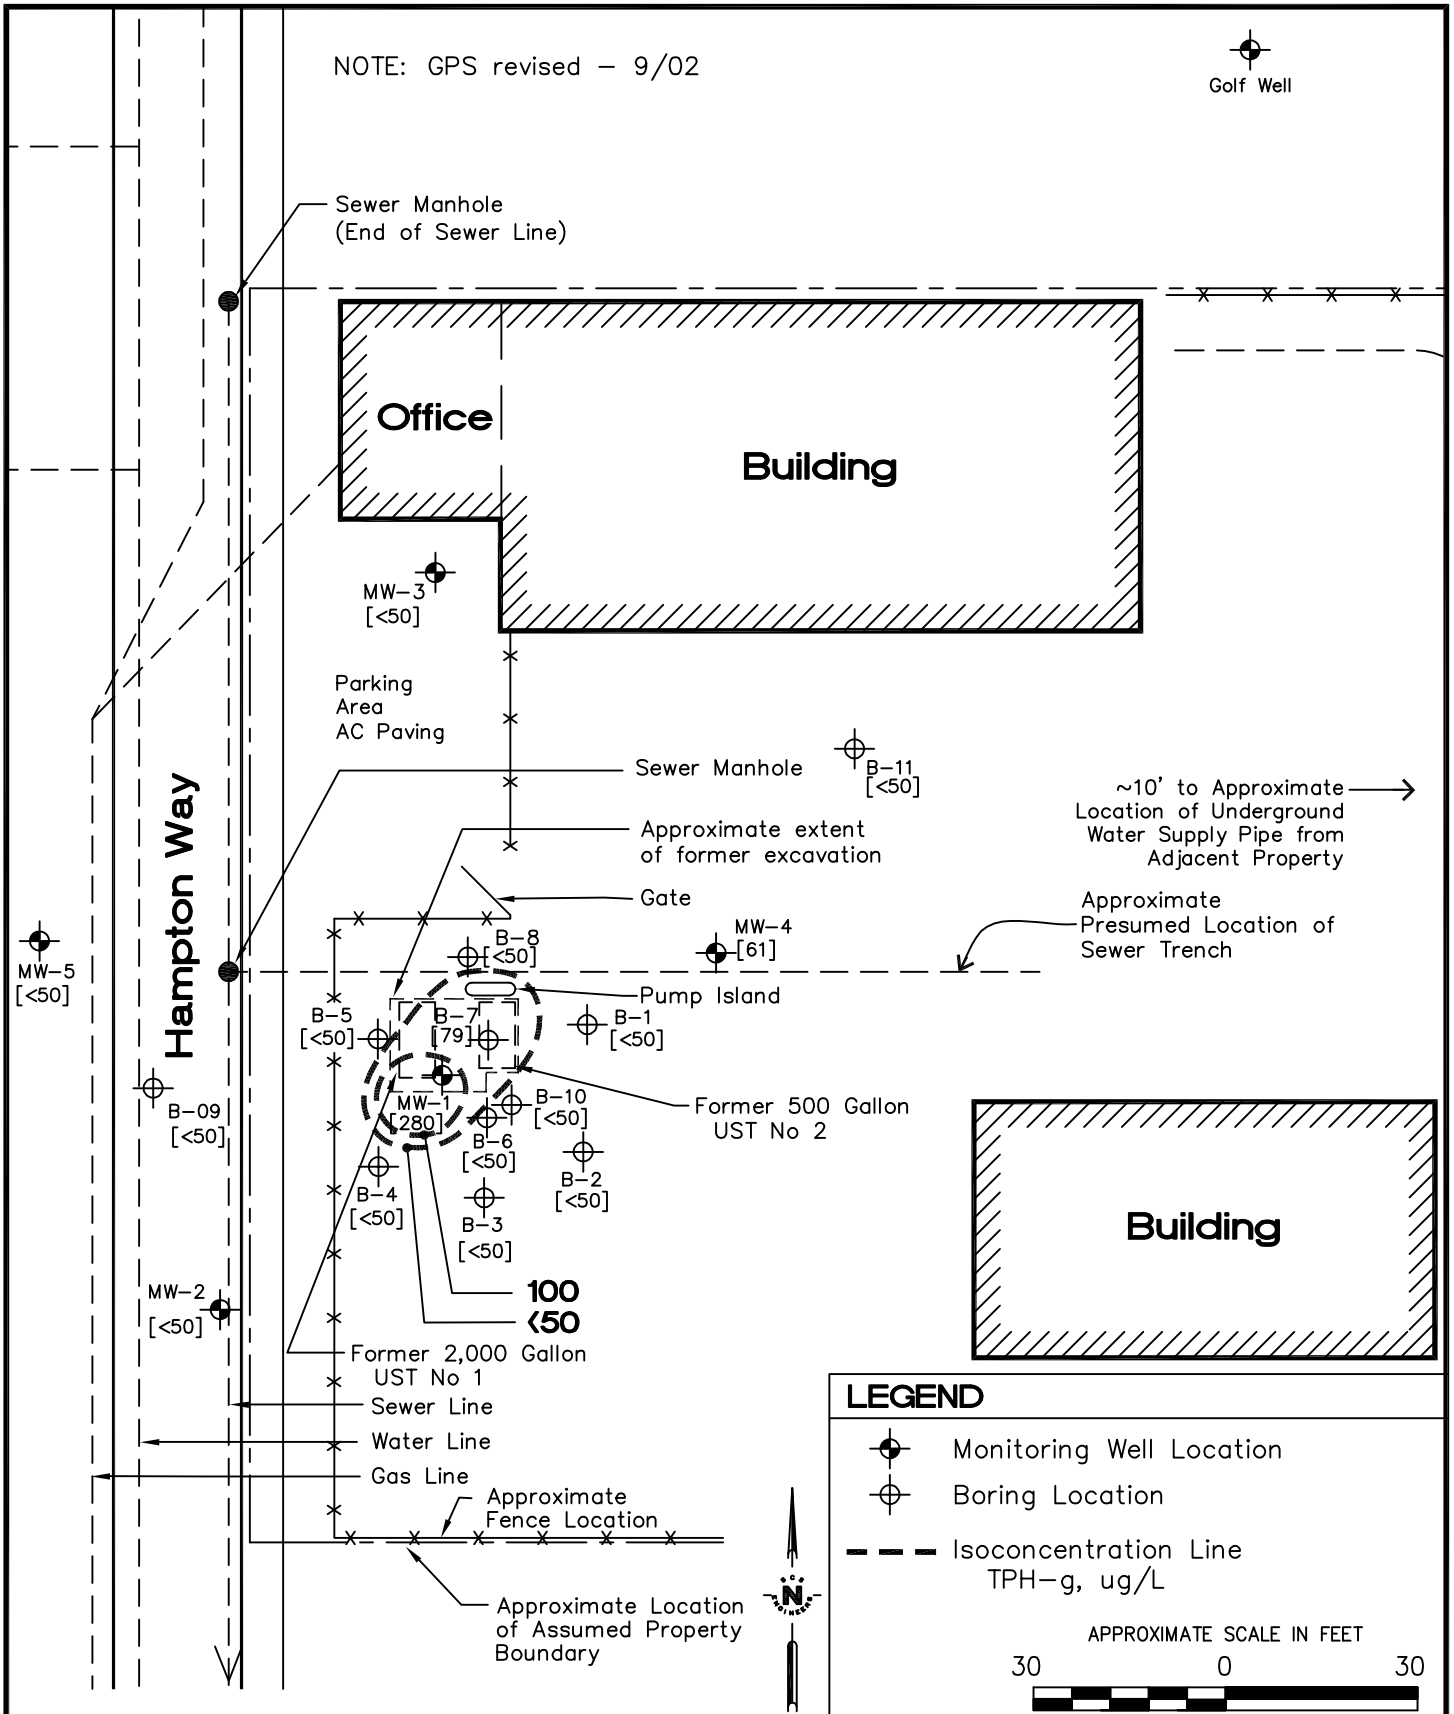 NOTE: GPS revised – 9/02
Golf Well
Sewer Manhole
(End of Sewer Line)
Office
Building
MW–3
[<50]
Parking
Area
AC Paving
Sewer Manhole
B–11
[<50]
~10' to Approximate
Location of Underground
Water Supply Pipe from
Adjacent Property
Approximate extent
of former excavation
Gate
Approximate
Presumed Location of
Sewer Trench
Hampton Way
MW–4
[61]
B–8
[<50]
MW–5
[<50]
Pump Island
B–5
[<50]
B–7
[79]
B–1
[<50]
MW–1
[280]
B–10
[<50]
B–09
[<50]
Former 500 Gallon
UST No 2
B–6
[<50]
B–2
[<50]
B–4
[<50]
B–3
[<50]
Building
MW–2
[<50]
100
<50
Former 2,000 Gallon
UST No 1
Sewer Line
Water Line
Gas Line
Approximate
Fence Location
Approximate Location
of Assumed Property
Boundary
SCS
N
ENGINEERS
LEGEND
Monitoring Well Location
Boring Location
Isoconcentration Line
TPH–g, ug/L
APPROXIMATE SCALE IN FEET
30 0 30